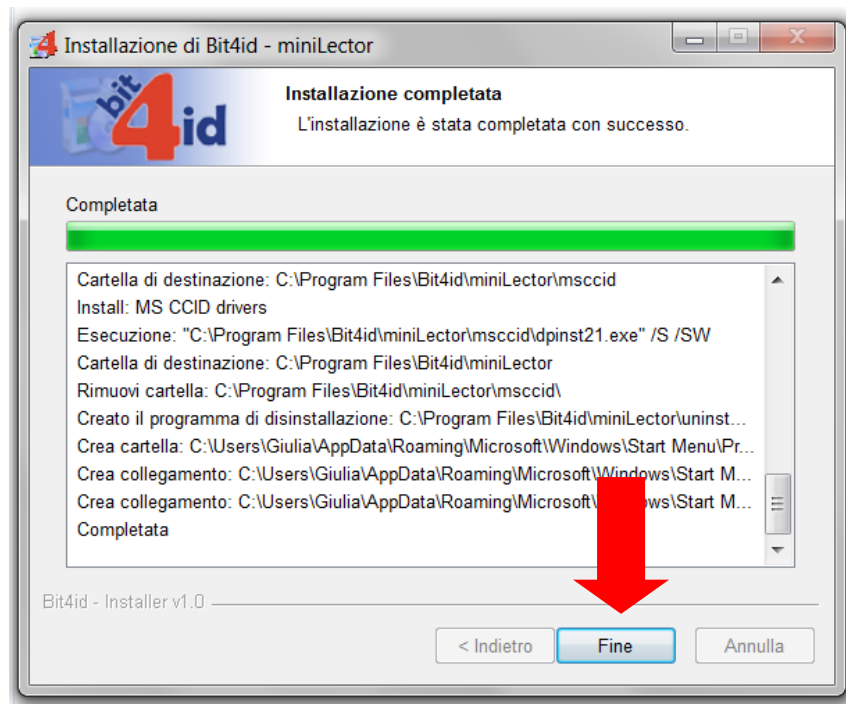 Installazione di Bit4id - miniLector
bit4id
Installazione completata
L'installazione è stata completata con successo.
Completata
Cartella di destinazione: C:\Program Files\Bit4id\miniLector\msccid
Install: MS CCID drivers
Esecuzione: "C:\Program Files\Bit4id\miniLector\msccid\dpinst21.exe" /S /SW
Cartella di destinazione: C:\Program Files\Bit4id\miniLector
Rimuovi cartella: C:\Program Files\Bit4id\miniLector\msccid\
Creato il programma di disinstallazione: C:\Program Files\Bit4id\miniLector\uninst...
Crea cartella: C:\Users\Giulia\AppData\Roaming\Microsoft\Windows\Start Menu\Pr...
Crea collegamento: C:\Users\Giulia\AppData\Roaming\Microsoft\Windows\Start M...
Crea collegamento: C:\Users\Giulia\AppData\Roaming\Microsoft\Windows\Start M...
Completata
Bit4id - Installer v1.0
< Indietro Fine Annulla